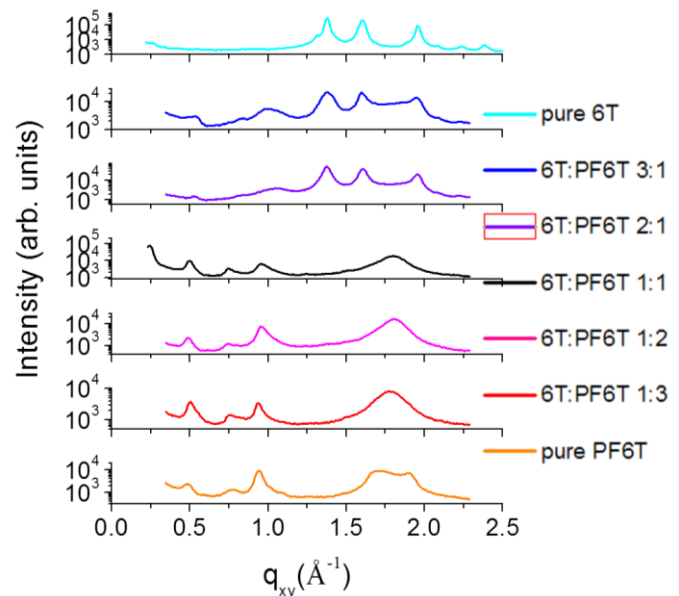 10⁵
10³
pure 6T
10⁴
10³
6T:PF6T 3:1
10⁴
10³
6T:PF6T 2:1
10⁴
10³
6T:PF6T 1:1
10⁴
10³
6T:PF6T 1:2
10⁴
10³
6T:PF6T 1:3
10⁴
10³
pure PF6T
Intensity (arb. units)
0.0 0.5 1.0 1.5 2.0 2.5
q_xy(Å⁻¹)